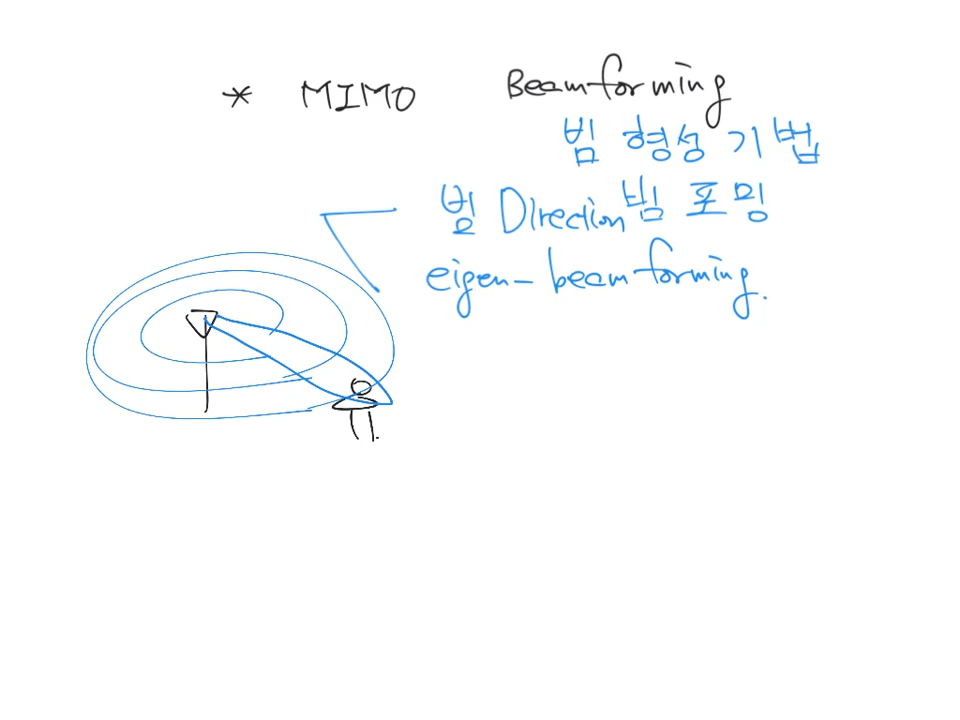 * MIMO Beamforming
빔 형성 기법
빔 Direction 빔 포밍
eigen-beamforming.